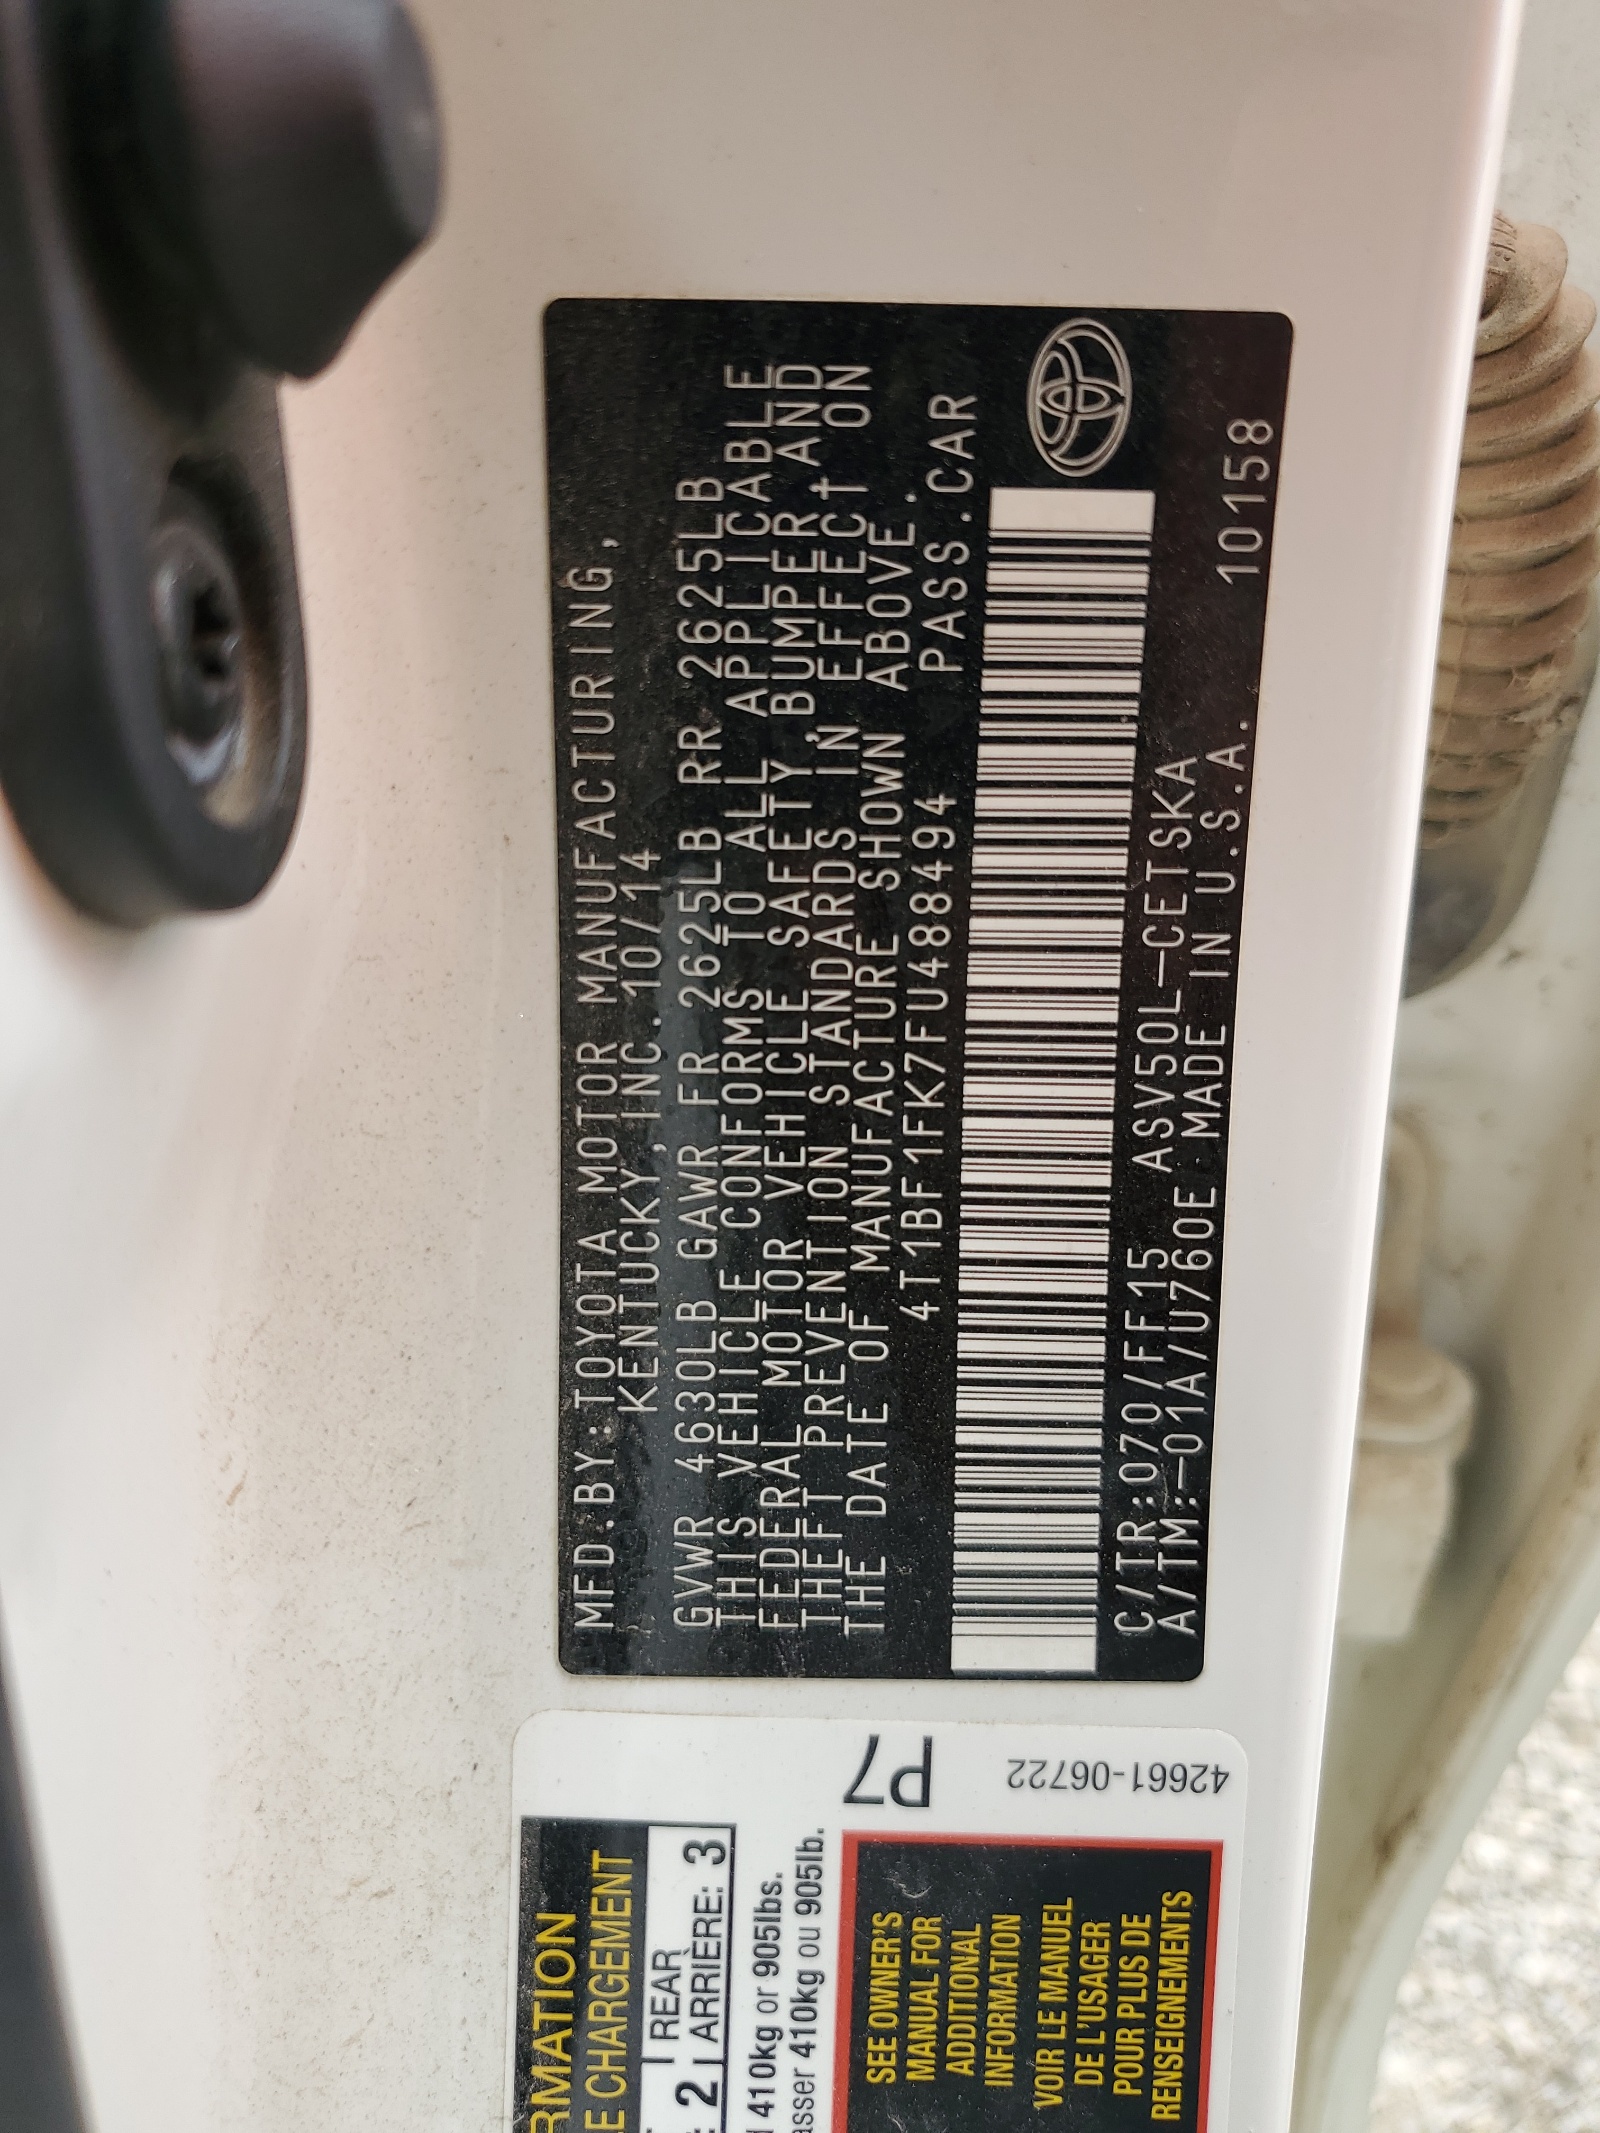 MFD.BY:TOYOTA MOTOR MANUFACTURING,
KENTUCKY,INC.10/14
GVWR 4630LB GAWR FR 2625LB RR 2625LB
THIS VEHICLE CONFORMS TO ALL APPLICABLE
FEDERAL MOTOR VEHICLE SAFETY,BUMPER,AND
THEFT PREVENTION STANDARDS IN EFFECT ON
THE DATE OF MANUFACTURE SHOWN ABOVE.
4T1BF1FK7FU488494 PASS.CAR
C/TR:070/FF15 ASV50L-CETSKA
A/TM:-01A/U760E MADE IN U.S.A. 10158
P7
42661-06722
LE CHARGEMENT
2 REAR
ARRIÈRE: 3
410kg or 905lbs.
410kg ou 905lb.
SEE OWNER'S
MANUAL FOR
ADDITIONAL
INFORMATION
VOIR LE MANUEL
DE L'USAGER
POUR PLUS DE
RENSEIGNEMENTS